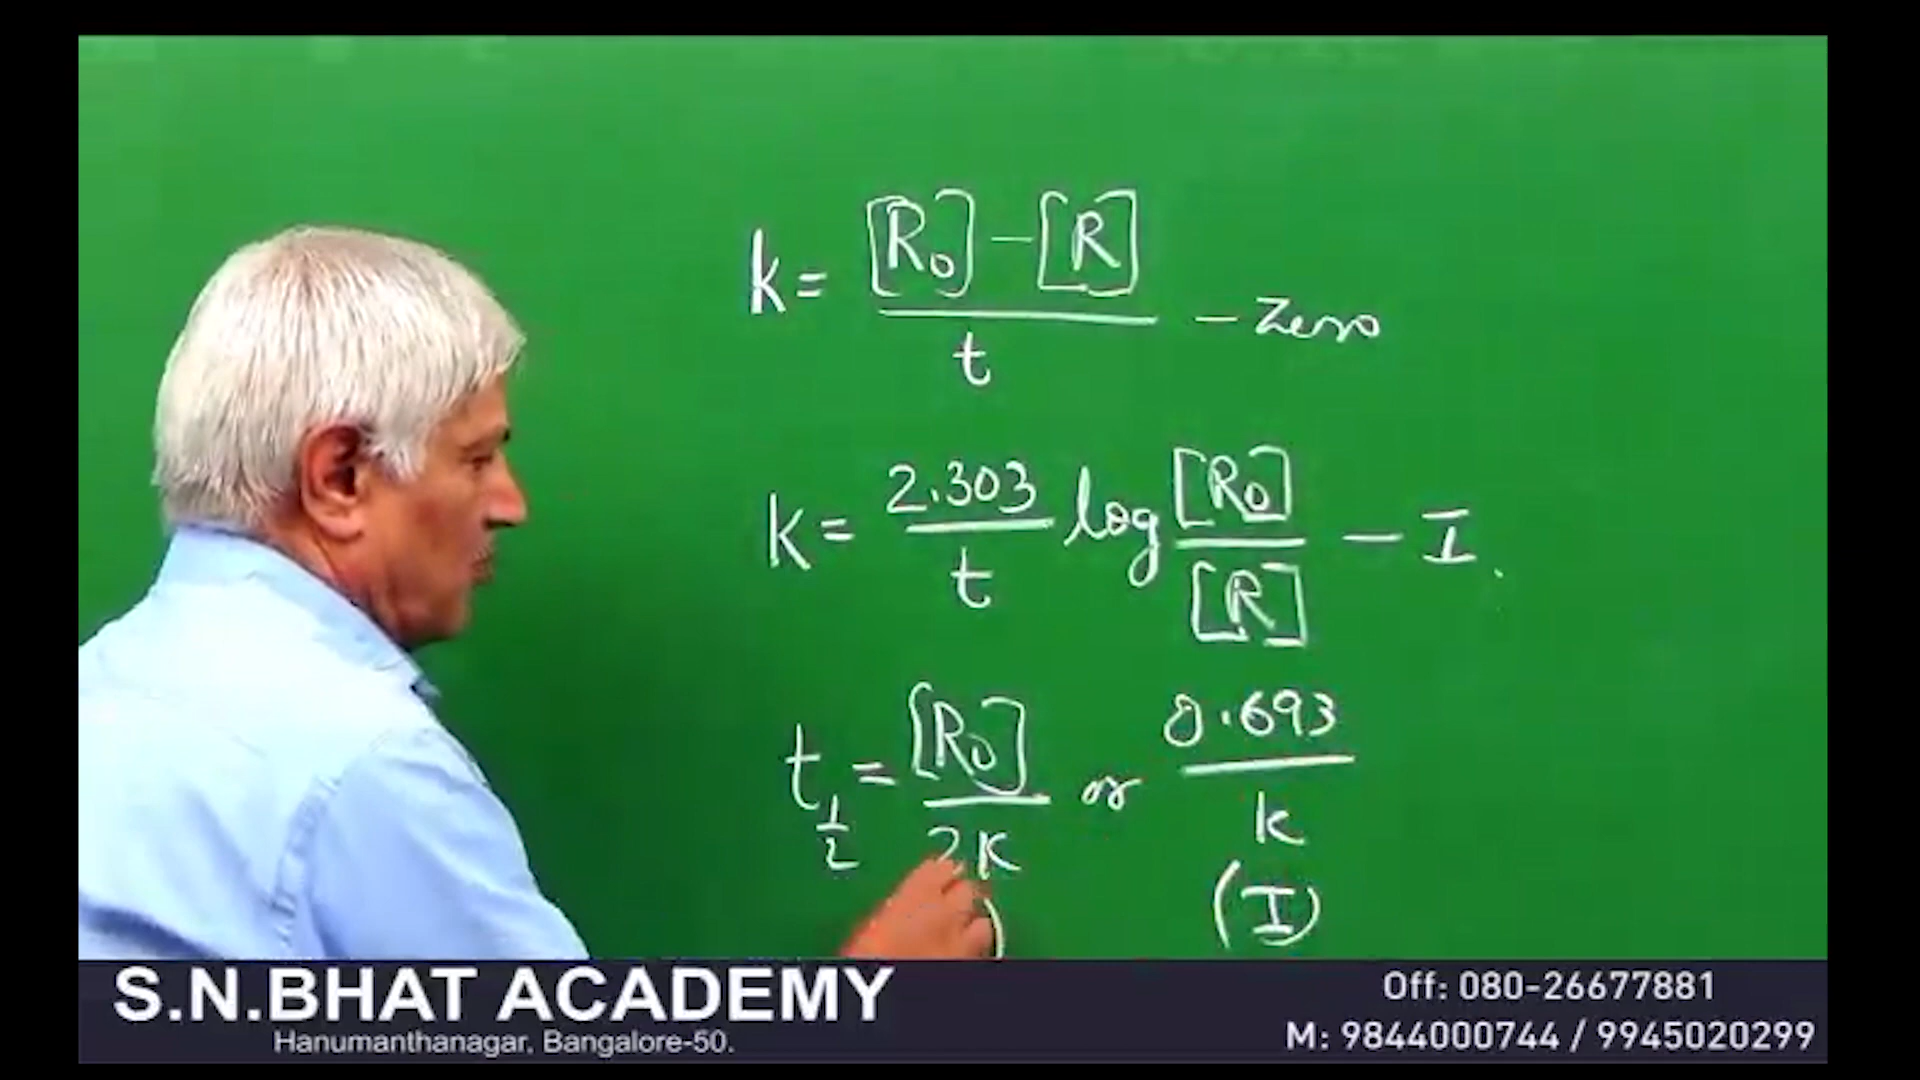 k = [R₀] - [R] / t - Zero
k = 2.303 / t log [R₀] / [R] - I.
t 1/2 = [R₀] / 2K or 0.693 / k
) (I)
S.N.BHAT ACADEMY
Hanumanthanagar, Bangalore-50.
Off: 080-26677881
M: 9844000744 / 9945020299